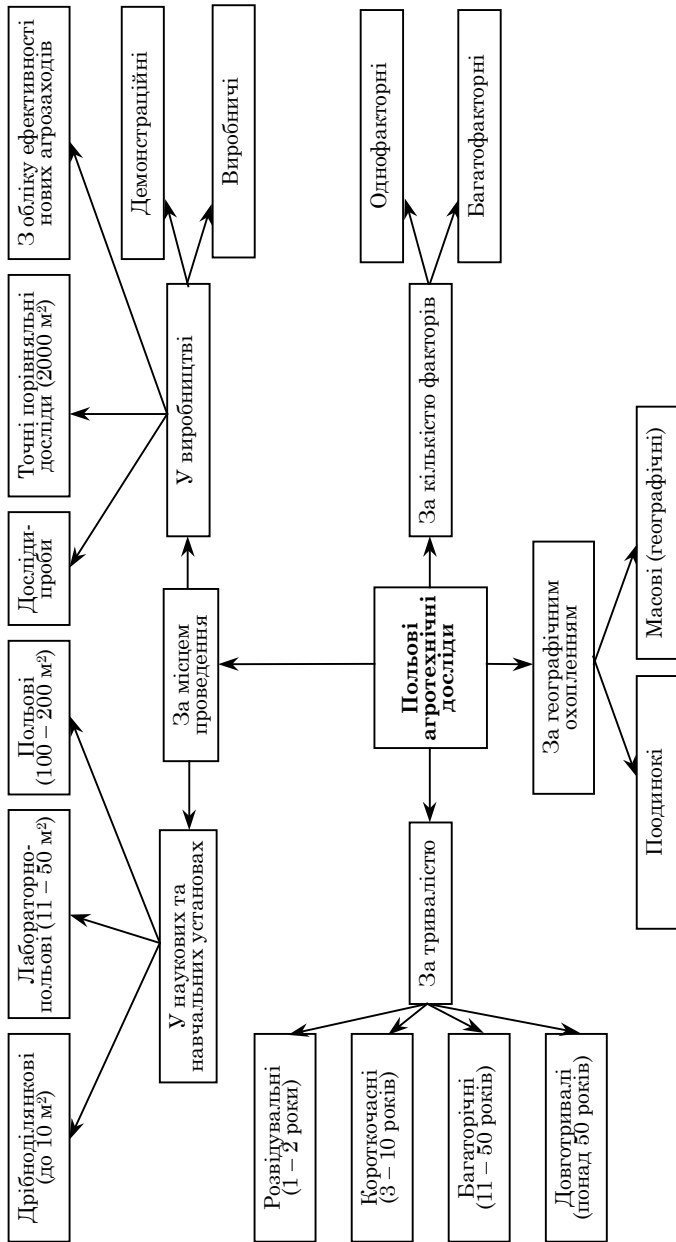 Дрібноділянкові
(до 10 м²)
Лабораторно-
польові (11 – 50 м²)
Польові
(100 – 200 м²)
Досліди-
проби
Точні порівняльні
досліди (2000 м²)
З обліку ефективності
нових агрозаходів
У наукових та
навчальних установах
За місцем
проведення
У виробництві
Демонстраційні
Виробничі
Розвідувальні
(1 – 2 роки)
Короткочасні
(3 – 10 років)
Багаторічні
(11 – 50 років)
Довготривалі
(понад 50 років)
За тривалістю
Польові
агротехнічні
досліди
За кількістю факторів
Однофакторні
Багатофакторні
За географічним
охопленням
Поодинокі
Масові (географічні)